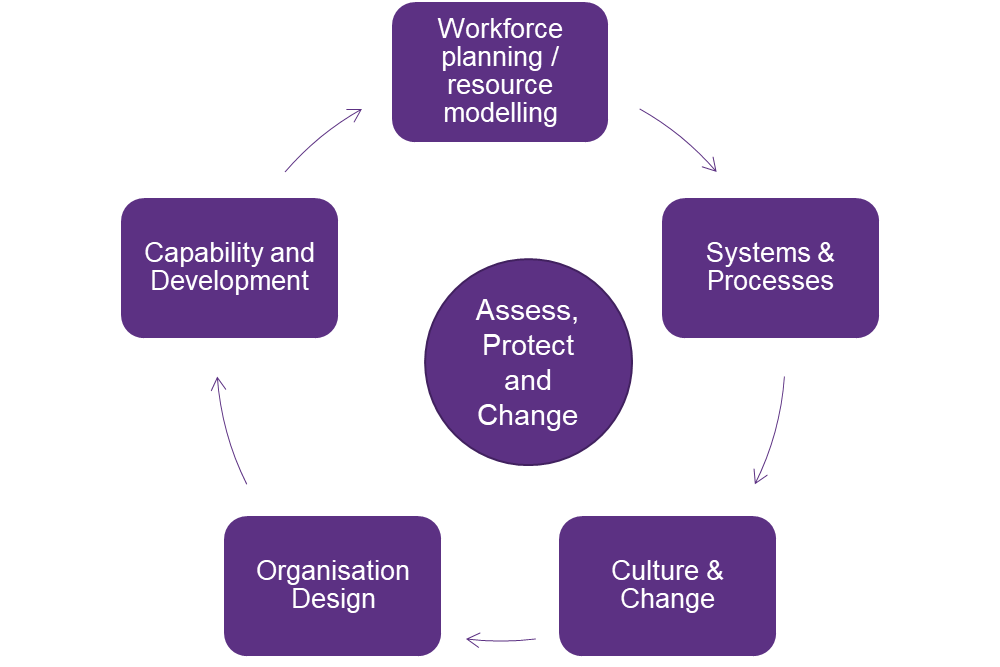 Workforce
planning /
resource
modelling
Systems &
Processes
Culture &
Change
Organisation
Design
Capability and
Development
Assess,
Protect
and
Change